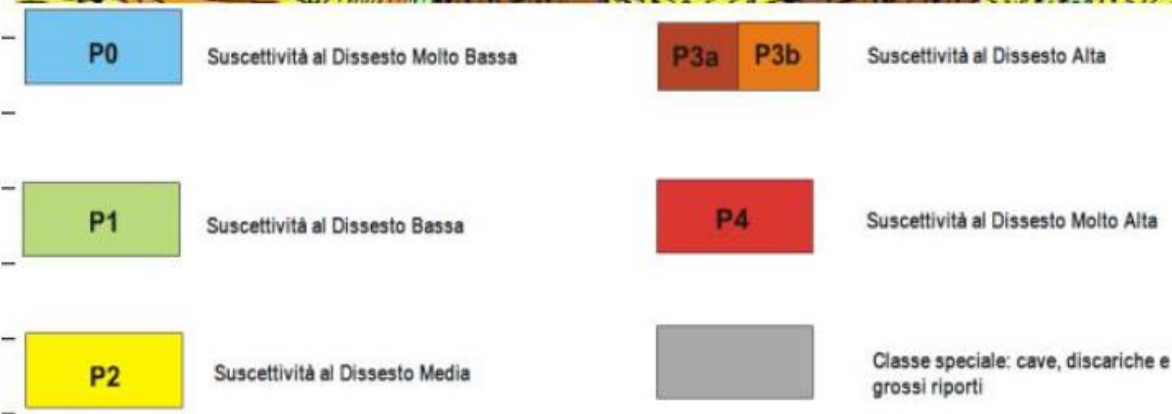 P0 Suscettività al Dissesto Molto Bassa
P3a P3b Suscettività al Dissesto Alta
P1 Suscettività al Dissesto Bassa
P4 Suscettività al Dissesto Molto Alta
P2 Suscettività al Dissesto Media
Classe speciale: cave, discariche e
grossi riporti